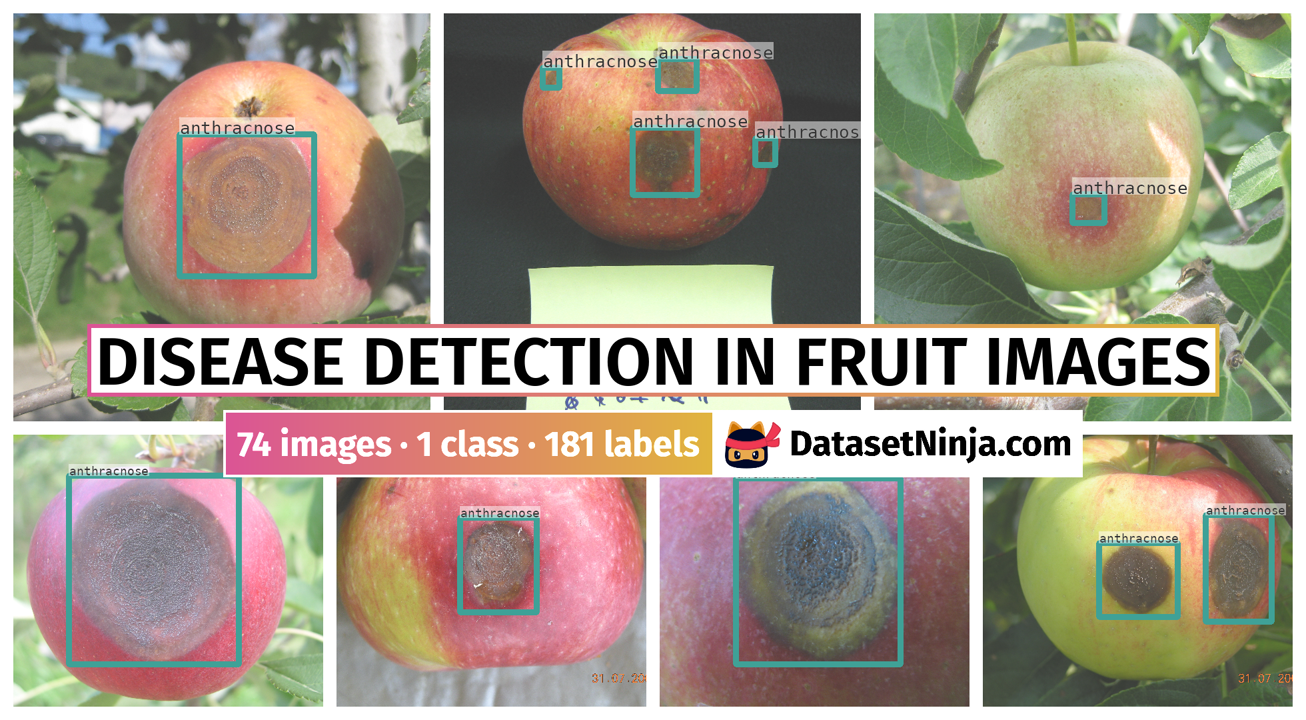 anthracnose
anthracnose
anthracnose
anthracnose
anthracnos
anthracnose
DISEASE DETECTION IN FRUIT IMAGES
74 images · 1 class · 181 labels
DatasetNinja.com
anthracnose
anthracnose
anthracnose
anthracnose
31.07.20
31 07 20